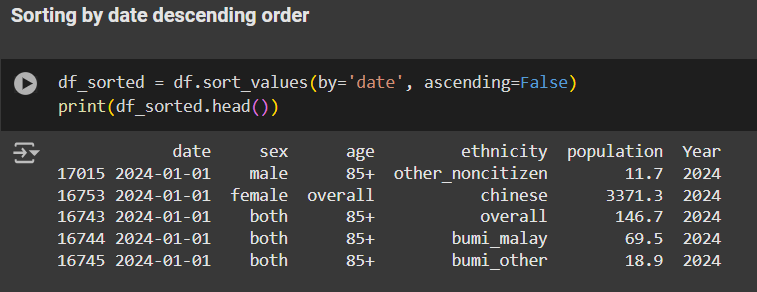 Sorting by date descending order
df_sorted = df.sort_values(by='date', ascending=False)
print(df_sorted.head())
date sex age ethnicity population Year
17015 2024-01-01 male 85+ other_noncitizen 11.7 2024
16753 2024-01-01 female overall chinese 3371.3 2024
16743 2024-01-01 both 85+ overall 146.7 2024
16744 2024-01-01 both 85+ bumi_malay 69.5 2024
16745 2024-01-01 both 85+ bumi_other 18.9 2024